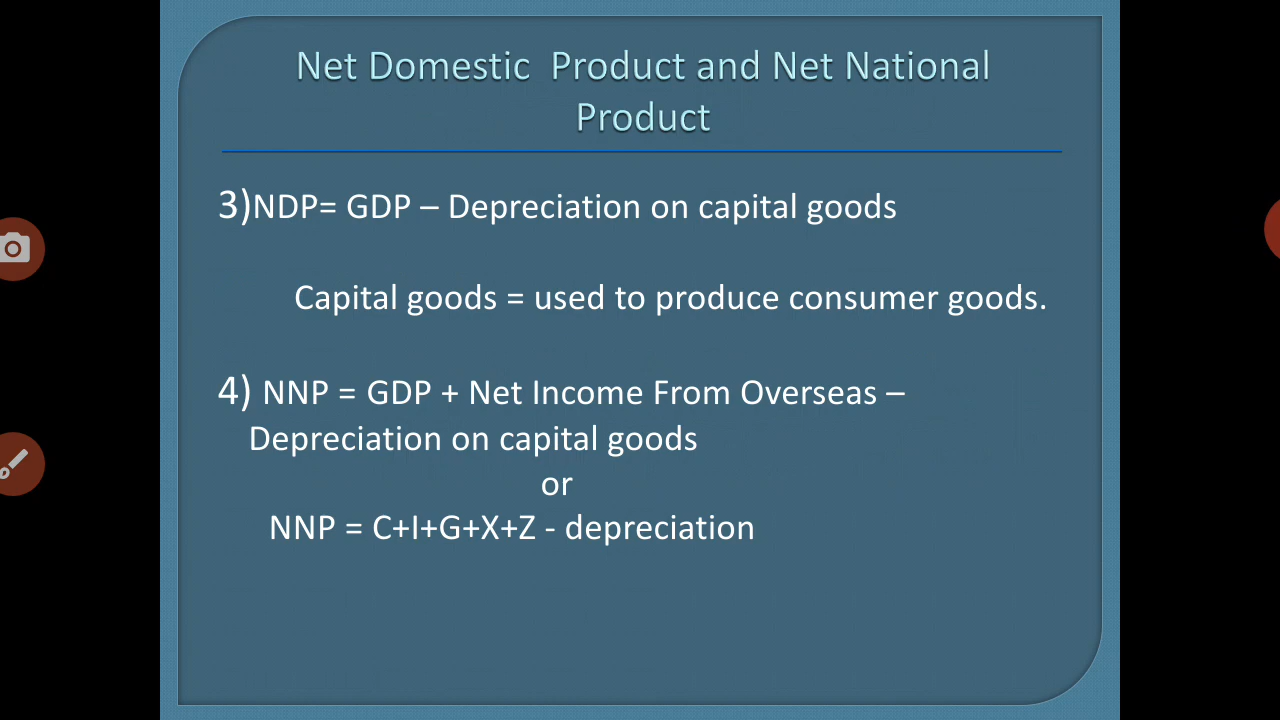 Net Domestic  Product and Net National
Product
3)NDP= GDP – Depreciation on capital goods
Capital goods = used to produce consumer goods.
4) NNP = GDP + Net Income From Overseas –
Depreciation on capital goods
or
NNP = C+I+G+X+Z - depreciation